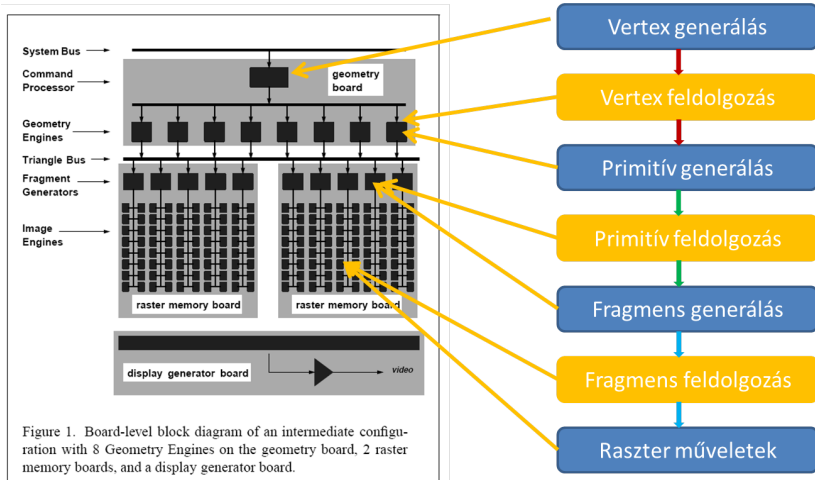 System Bus
Command
Processor
geometry
board
Geometry
Engines
Triangle Bus
Fragment
Generators
Image
Engines
raster memory board
raster memory board
display generator board
video
Figure 1. Board-level block diagram of an intermediate configu-
ration with 8 Geometry Engines on the geometry board, 2 raster
memory boards, and a display generator board.
Vertex generálás
Vertex feldolgozás
Primitív generálás
Primitív feldolgozás
Fragmens generálás
Fragmens feldolgozás
Raszter műveletek